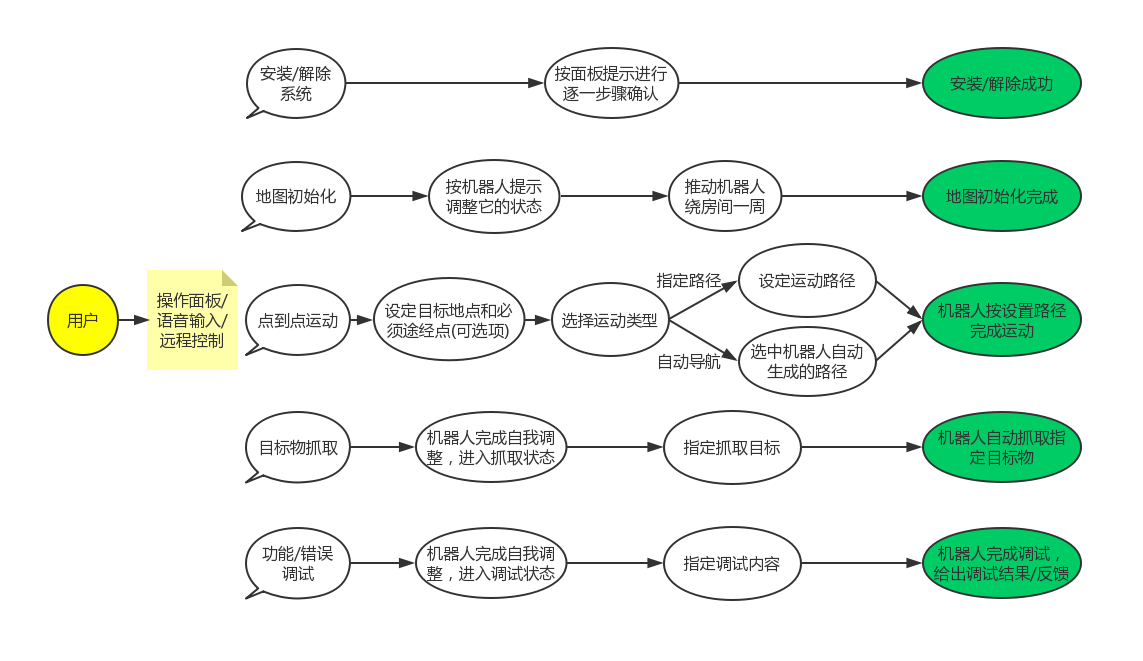 安装/解除
系统
按面板提示进行
逐一步骤确认
安装/解除成功
地图初始化
按机器人提示
调整它的状态
推动机器人
绕房间一周
地图初始化完成
用户
操作面板/
语音输入/
远程控制
点到点运动
设定目标地点和必
须途经点(可选项)
选择运动类型
指定路径
设定运动路径
自动导航
选中机器人自动
生成的路径
机器人按设置路径
完成运动
目标物抓取
机器人完成自我调
整，进入抓取状态
指定抓取目标
机器人自动抓取指
定目标物
功能/错误
调试
机器人完成自我调
整，进入调试状态
指定调试内容
机器人完成调试，
给出调试结果/反馈